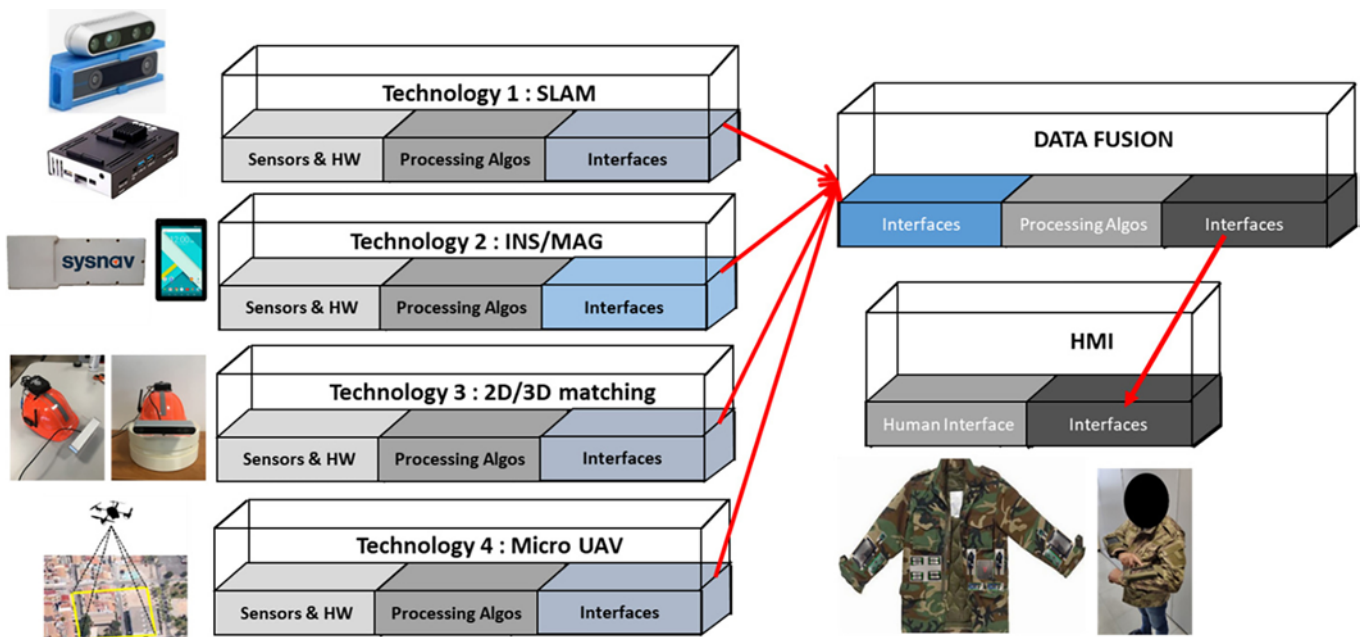 Technology 1 : SLAM
Sensors & HW
Processing Algos
Interfaces
sysnav
Technology 2 : INS/MAG
Sensors & HW
Processing Algos
Interfaces
Technology 3 : 2D/3D matching
Sensors & HW
Processing Algos
Interfaces
Technology 4 : Micro UAV
Sensors & HW
Processing Algos
Interfaces
DATA FUSION
Interfaces
Processing Algos
Interfaces
HMI
Human Interface
Interfaces